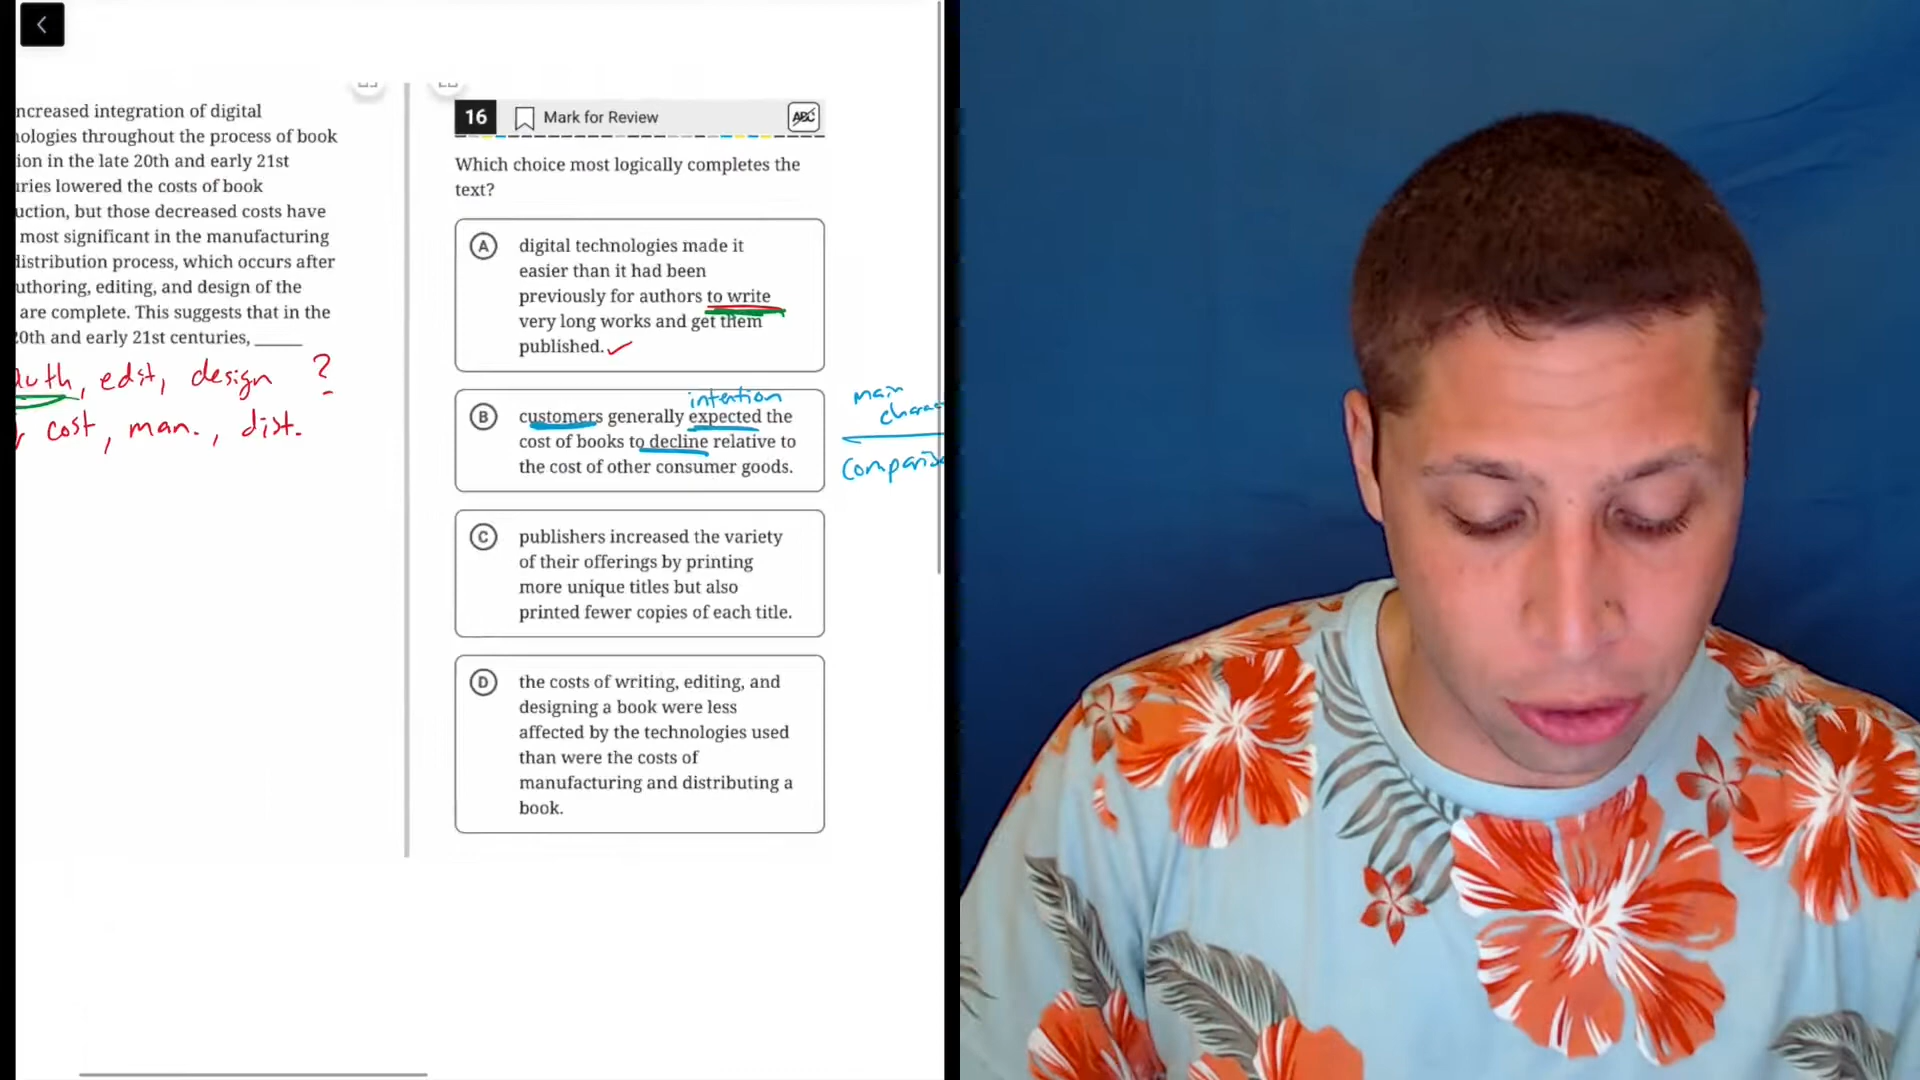 ncreased integration of digital
nologies throughout the process of book
ion in the late 20th and early 21st
uries lowered the costs of book
uction, but those decreased costs have
most significant in the manufacturing
distribution process, which occurs after
uthoring, editing, and design of the
are complete. This suggests that in the
20th and early 21st centuries, ______
auth, edit, design ?
cost, man., dist.
16 Mark for Review ABC
Which choice most logically completes the
text?
A digital technologies made it
easier than it had been
previously for authors to write
very long works and get them
published.
intention
B customers generally expected the
cost of books to decline relative to
the cost of other consumer goods.
main
charac
comparis
C publishers increased the variety
of their offerings by printing
more unique titles but also
printed fewer copies of each title.
D the costs of writing, editing, and
designing a book were less
affected by the technologies used
than were the costs of
manufacturing and distributing a
book.